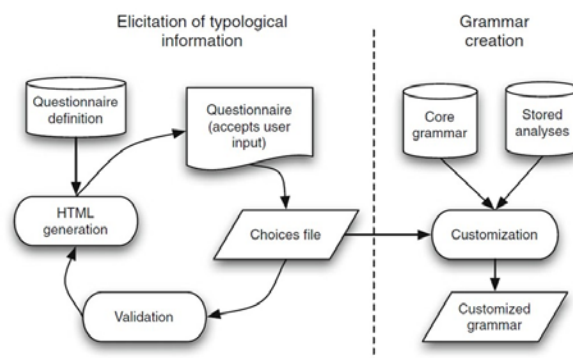 Elicitation of typological
information
Grammar
creation
Questionnaire
definition
Questionnaire
(accepts user
input)
Core
grammar
Stored
analyses
HTML
generation
Choices file
Customization
Validation
Customized
grammar